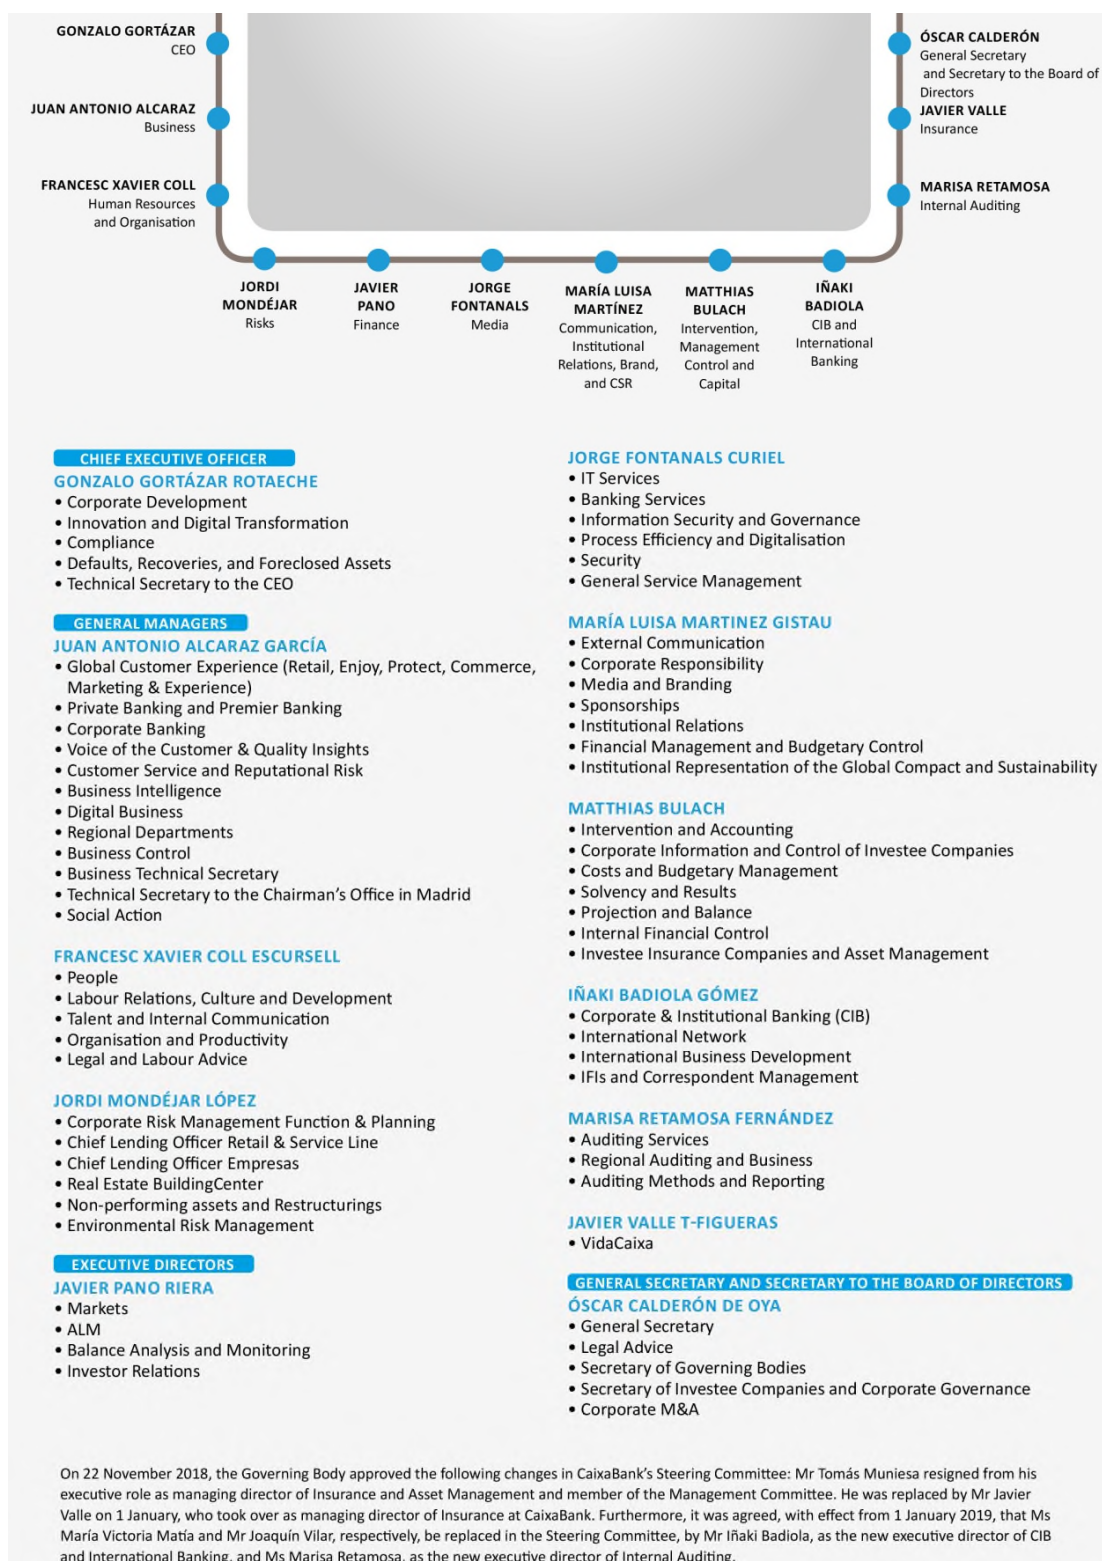 GONZALO GORTÁZAR
CEO
JUAN ANTONIO ALCARAZ
Business
FRANCESC XAVIER COLL
Human Resources
and Organisation
ÓSCAR CALDERÓN
General Secretary
and Secretary to the Board of
Directors
JAVIER VALLE
Insurance
MARISA RETAMOSA
Internal Auditing
JORDI
MONDÉJAR
Risks
JAVIER
PANO
Finance
JORGE
FONTANALS
Media
MARÍA LUISA
MARTÍNEZ
Communication,
Institutional
Relations, Brand,
and CSR
MATTHIAS
BULACH
Intervention,
Management
Control and
Capital
IÑAKI
BADIOLA
CIB and
International
Banking
CHIEF EXECUTIVE OFFICER
GONZALO GORTÁZAR ROTAECHE
• Corporate Development
• Innovation and Digital Transformation
• Compliance
• Defaults, Recoveries, and Foreclosed Assets
• Technical Secretary to the CEO
GENERAL MANAGERS
JUAN ANTONIO ALCARAZ GARCÍA
• Global Customer Experience (Retail, Enjoy, Protect, Commerce,
Marketing & Experience)
• Private Banking and Premier Banking
• Corporate Banking
• Voice of the Customer & Quality Insights
• Customer Service and Reputational Risk
• Business Intelligence
• Digital Business
• Regional Departments
• Business Control
• Business Technical Secretary
• Technical Secretary to the Chairman's Office in Madrid
• Social Action
FRANCESC XAVIER COLL ESCURSELL
• People
• Labour Relations, Culture and Development
• Talent and Internal Communication
• Organisation and Productivity
• Legal and Labour Advice
JORDI MONDÉJAR LÓPEZ
• Corporate Risk Management Function & Planning
• Chief Lending Officer Retail & Service Line
• Chief Lending Officer Empresas
• Real Estate BuildingCenter
• Non-performing assets and Restructurings
• Environmental Risk Management
EXECUTIVE DIRECTORS
JAVIER PANO RIERA
• Markets
• ALM
• Balance Analysis and Monitoring
• Investor Relations
JORGE FONTANALS CURIEL
• IT Services
• Banking Services
• Information Security and Governance
• Process Efficiency and Digitalisation
• Security
• General Service Management
MARÍA LUISA MARTINEZ GISTAU
• External Communication
• Corporate Responsibility
• Media and Branding
• Sponsorships
• Institutional Relations
• Financial Management and Budgetary Control
• Institutional Representation of the Global Compact and Sustainability
MATTHIAS BULACH
• Intervention and Accounting
• Corporate Information and Control of Investee Companies
• Costs and Budgetary Management
• Solvency and Results
• Projection and Balance
• Internal Financial Control
• Investee Insurance Companies and Asset Management
IÑAKI BADIOLA GÓMEZ
• Corporate & Institutional Banking (CIB)
• International Network
• International Business Development
• IFIs and Correspondent Management
MARISA RETAMOSA FERNÁNDEZ
• Auditing Services
• Regional Auditing and Business
• Auditing Methods and Reporting
JAVIER VALLE T-FIGUERAS
• VidaCaixa
GENERAL SECRETARY AND SECRETARY TO THE BOARD OF DIRECTORS
ÓSCAR CALDERÓN DE OYA
• General Secretary
• Legal Advice
• Secretary of Governing Bodies
• Secretary of Investee Companies and Corporate Governance
• Corporate M&A
On 22 November 2018, the Governing Body approved the following changes in CaixaBank's Steering Committee: Mr Tomás Muniesa resigned from his
executive role as managing director of Insurance and Asset Management and member of the Management Committee. He was replaced by Mr Javier
Valle on 1 January, who took over as managing director of Insurance at CaixaBank. Furthermore, it was agreed, with effect from 1 January 2019, that Ms
María Victoria Matía and Mr Joaquín Vilar, respectively, be replaced in the Steering Committee, by Mr Iñaki Badiola, as the new executive director of CIB
and International Banking, and Ms Marisa Retamosa, as the new executive director of Internal Auditing.